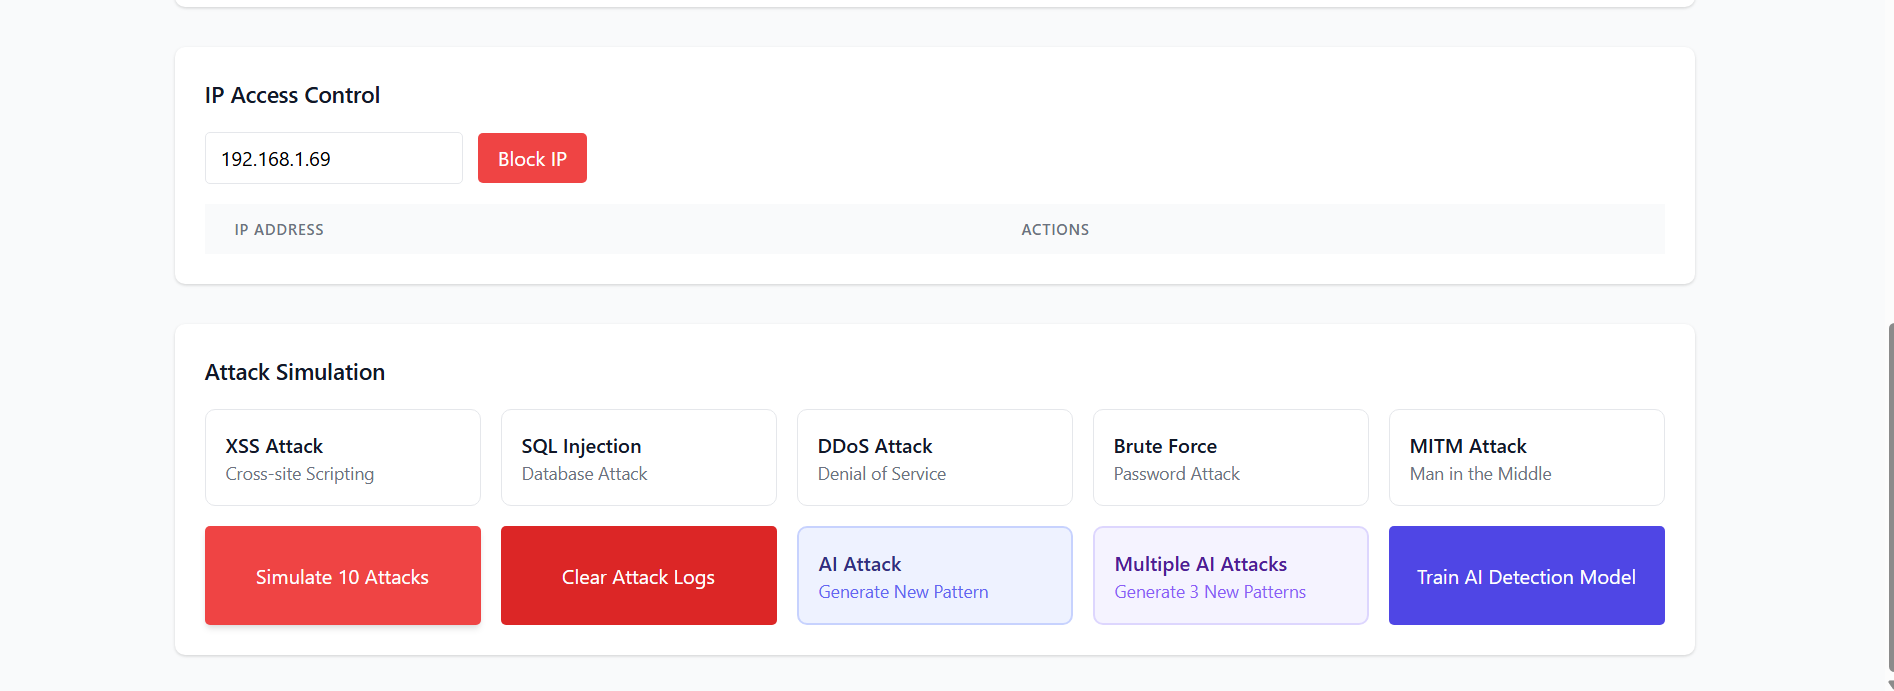 IP Access Control
192.168.1.69
Block IP
IP ADDRESS
ACTIONS
Attack Simulation
XSS Attack
Cross-site Scripting
SQL Injection
Database Attack
DDoS Attack
Denial of Service
Brute Force
Password Attack
MITM Attack
Man in the Middle
Simulate 10 Attacks
Clear Attack Logs
AI Attack
Generate New Pattern
Multiple AI Attacks
Generate 3 New Patterns
Train AI Detection Model